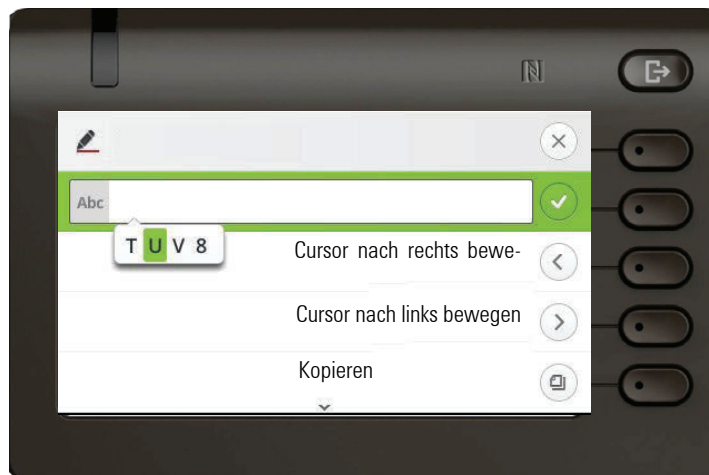 Abc
T U V 8
Cursor nach rechts bewe-
Cursor nach links bewegen
Kopieren